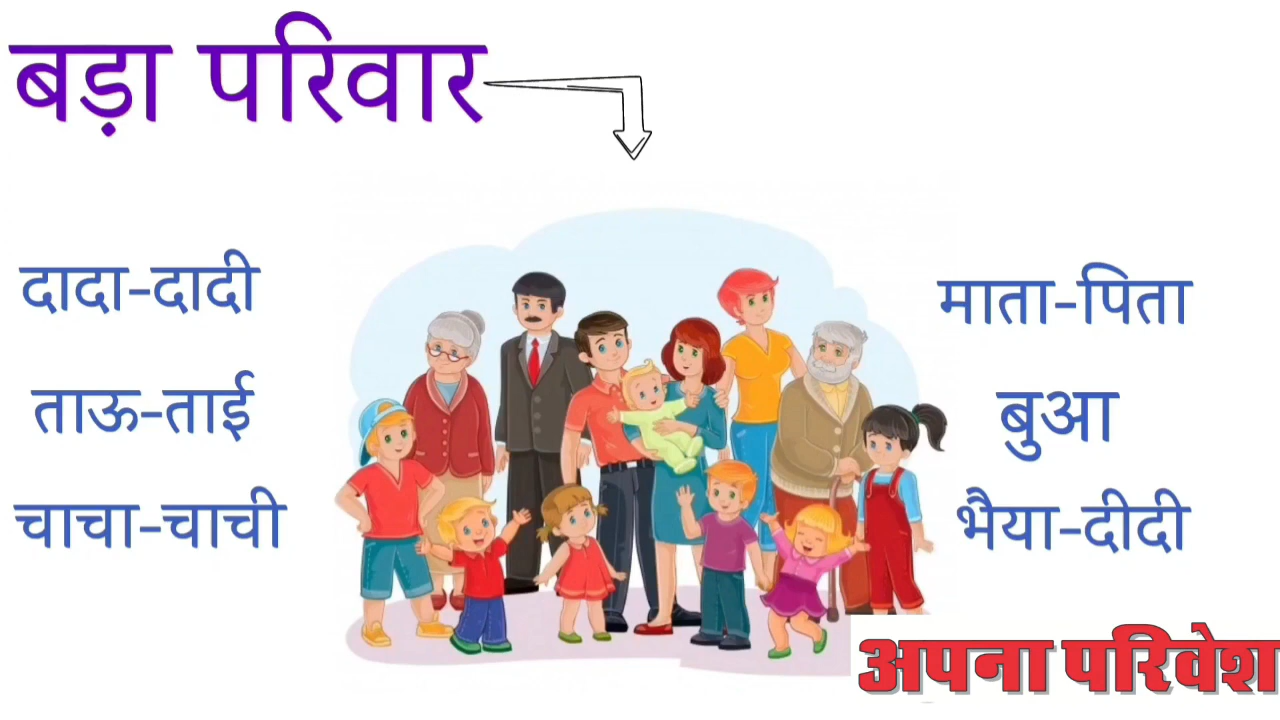 बड़ा परिवार
दादा-दादी
ताऊ-ताई
चाचा-चाची
माता-पिता
बुआ
भैया-दीदी
अपना परिवेश